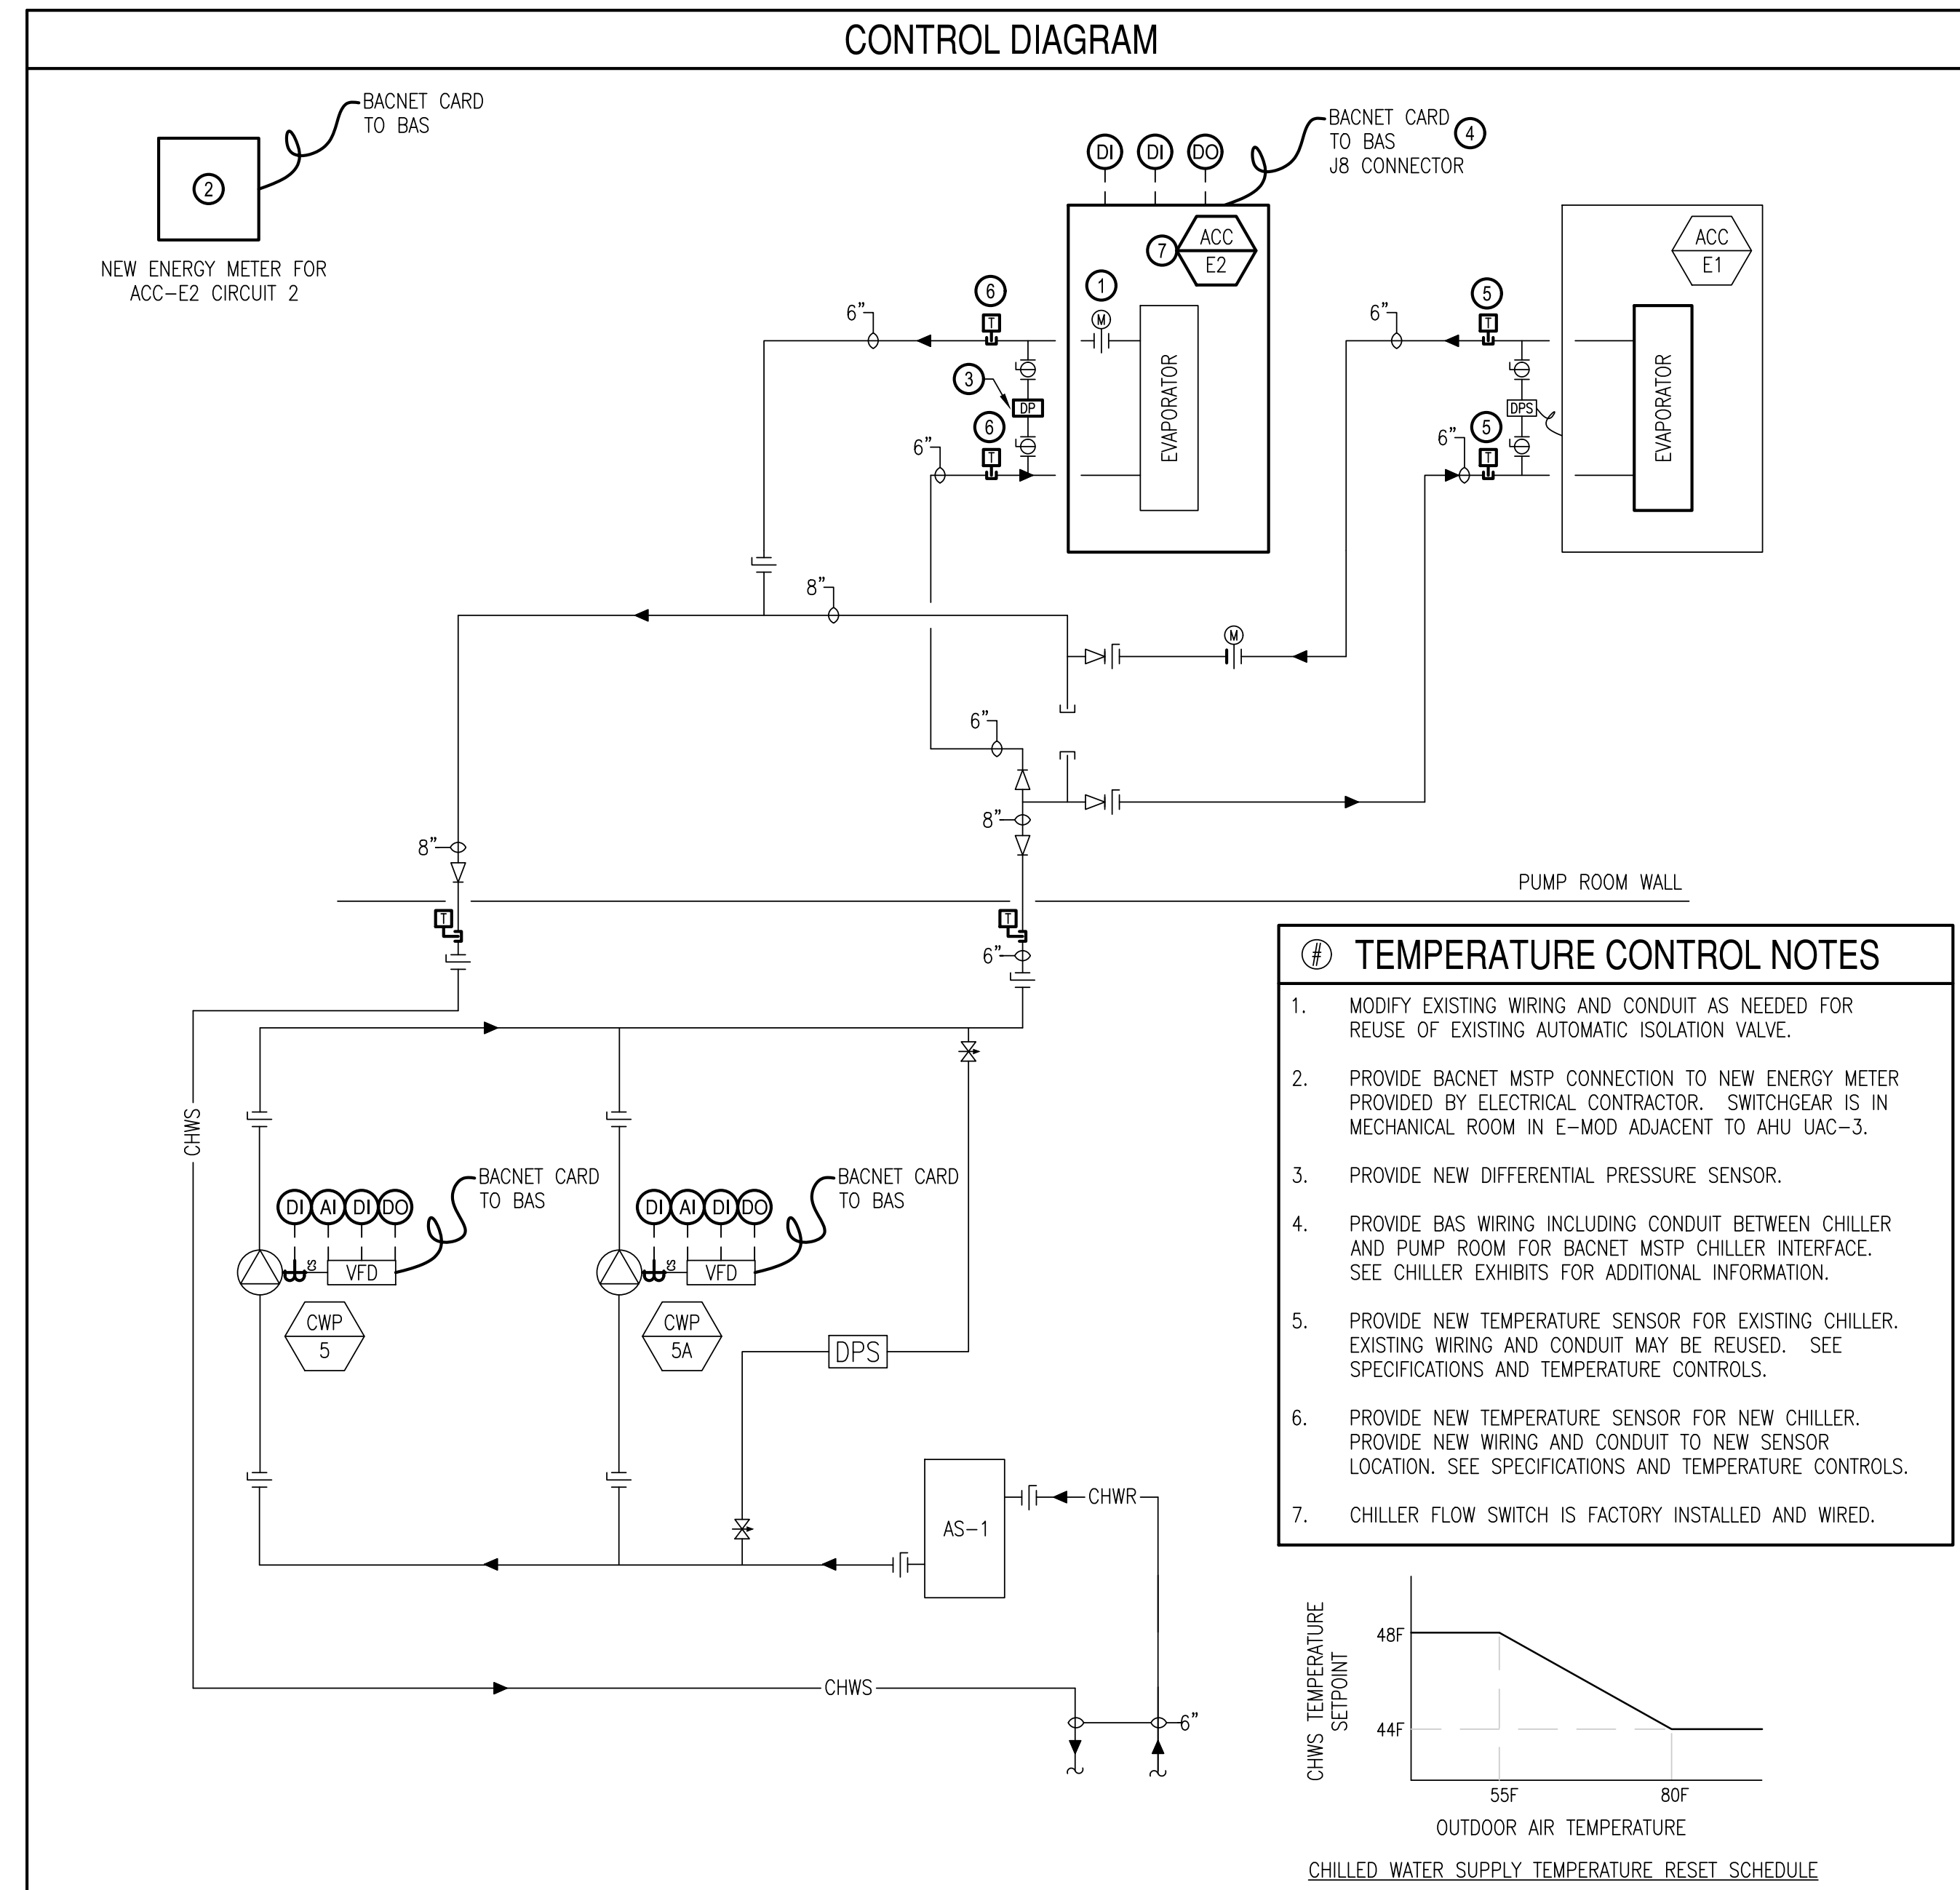 CONTROL DIAGRAM
BACNET CARD
TO BAS
2
NEW ENERGY METER FOR
ACC-E2 CIRCUIT 2
DI
DI
DO
BACNET CARD
TO BAS
J8 CONNECTOR
4
7
ACC
E2
ACC
E1
1
M
6"
6
T
3
DP
6"
6
T
EVAPORATOR
6"
5
T
DPS
6"
5
T
EVAPORATOR
8"
M
6"
8"
8"
PUMP ROOM WALL
T
T
6"
CHWS
DI
AI
DI
DO
BACNET CARD
TO BAS
CS
VFD
CWP
5
DI
AI
DI
DO
BACNET CARD
TO BAS
CS
VFD
CWP
5A
DPS
AS-1
CHWR
CHWS
6"
# TEMPERATURE CONTROL NOTES
1. MODIFY EXISTING WIRING AND CONDUIT AS NEEDED FOR
REUSE OF EXISTING AUTOMATIC ISOLATION VALVE.
2. PROVIDE BACNET MSTP CONNECTION TO NEW ENERGY METER
PROVIDED BY ELECTRICAL CONTRACTOR. SWITCHGEAR IS IN
MECHANICAL ROOM IN E-MOD ADJACENT TO AHU UAC-3.
3. PROVIDE NEW DIFFERENTIAL PRESSURE SENSOR.
4. PROVIDE BAS WIRING INCLUDING CONDUIT BETWEEN CHILLER
AND PUMP ROOM FOR BACNET MSTP CHILLER INTERFACE.
SEE CHILLER EXHIBITS FOR ADDITIONAL INFORMATION.
5. PROVIDE NEW TEMPERATURE SENSOR FOR EXISTING CHILLER.
EXISTING WIRING AND CONDUIT MAY BE REUSED. SEE
SPECIFICATIONS AND TEMPERATURE CONTROLS.
6. PROVIDE NEW TEMPERATURE SENSOR FOR NEW CHILLER.
PROVIDE NEW WIRING AND CONDUIT TO NEW SENSOR
LOCATION. SEE SPECIFICATIONS AND TEMPERATURE CONTROLS.
7. CHILLER FLOW SWITCH IS FACTORY INSTALLED AND WIRED.
CHWS TEMPERATURE
SETPOINT
48F
44F
55F
80F
OUTDOOR AIR TEMPERATURE
CHILLED WATER SUPPLY TEMPERATURE RESET SCHEDULE